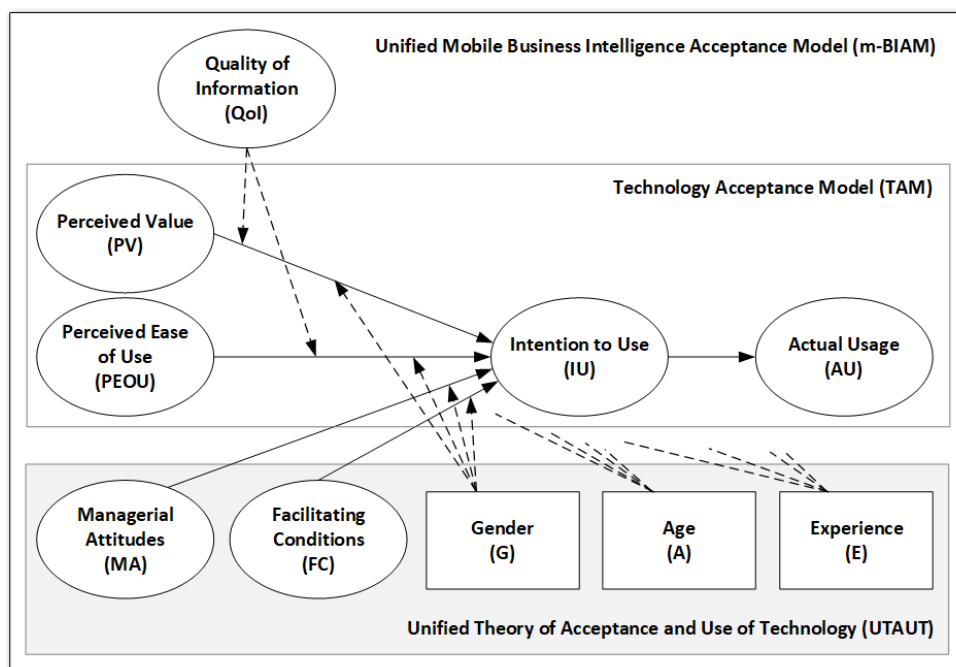 Unified Mobile Business Intelligence Acceptance Model (m-BIAM)
Quality of
Information
(QoI)
Technology Acceptance Model (TAM)
Perceived Value
(PV)
Perceived Ease
of Use
(PEOU)
Intention to Use
(IU)
Actual Usage
(AU)
Managerial
Attitudes
(MA)
Facilitating
Conditions
(FC)
Gender
(G)
Age
(A)
Experience
(E)
Unified Theory of Acceptance and Use of Technology (UTAUT)